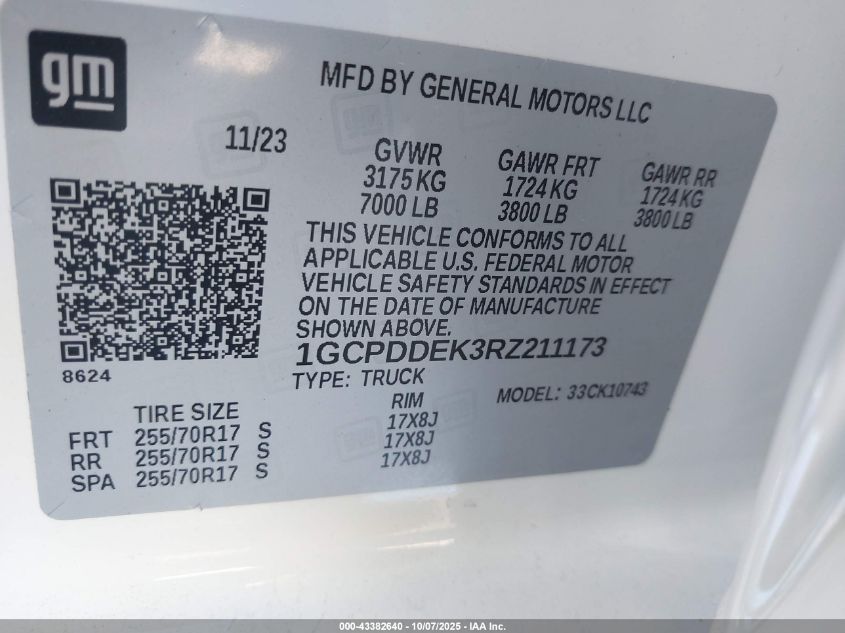 gm
MFD BY GENERAL MOTORS LLC
11/23
GVWR GAWR FRT GAWR RR
3175 KG 1724 KG 1724 KG
7000 LB 3800 LB 3800 LB
THIS VEHICLE CONFORMS TO ALL
APPLICABLE U.S. FEDERAL MOTOR
VEHICLE SAFETY STANDARDS IN EFFECT
ON THE DATE OF MANUFACTURE
SHOWN ABOVE.
1GCPDDEK3RZ211173
8624
TYPE: TRUCK MODEL: 33CK10743
TIRE SIZE RIM
FRT 255/70R17 S 17X8J
RR 255/70R17 S 17X8J
SPA 255/70R17 S 17X8J
000-43382640 - 10/07/2025 - IAA Inc.